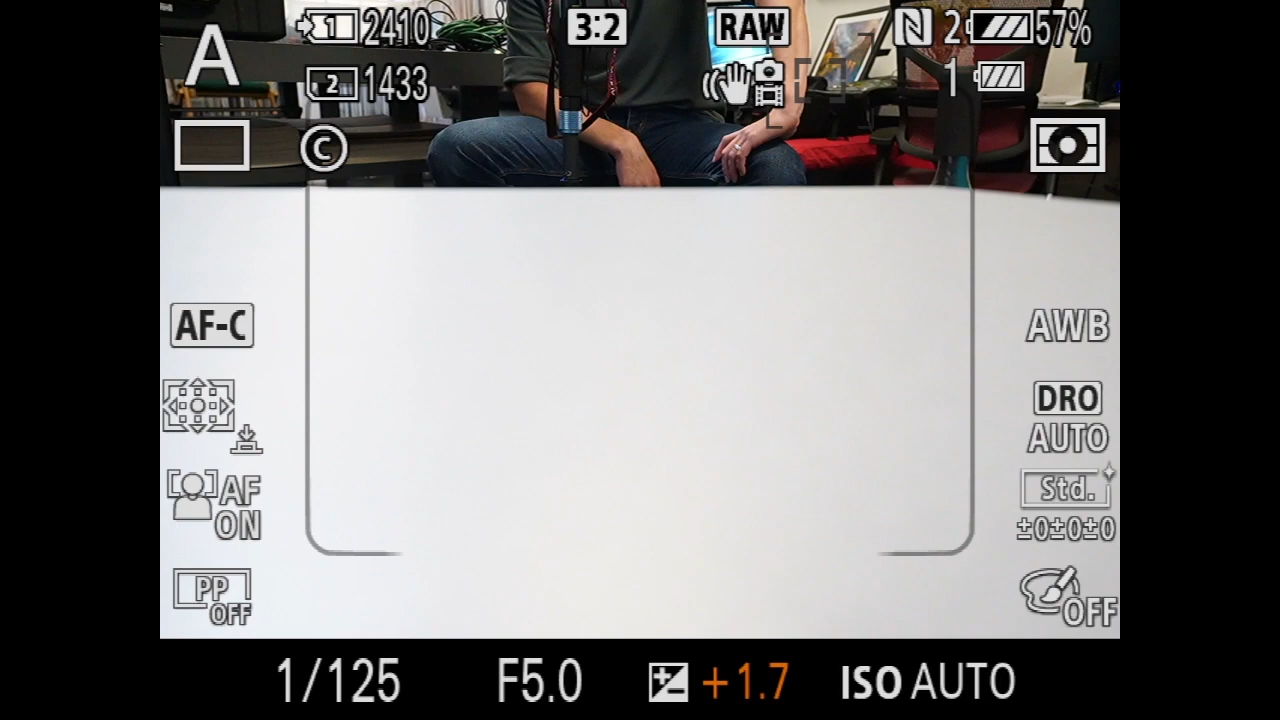 A
1 2410
2 1433
3:2
RAW
N 2 57%
1
C
AF-C
AF
ON
PP
OFF
AWB
DRO
AUTO
Std.
±0±0±0
OFF
1/125 F5.0 +1.7 ISO AUTO